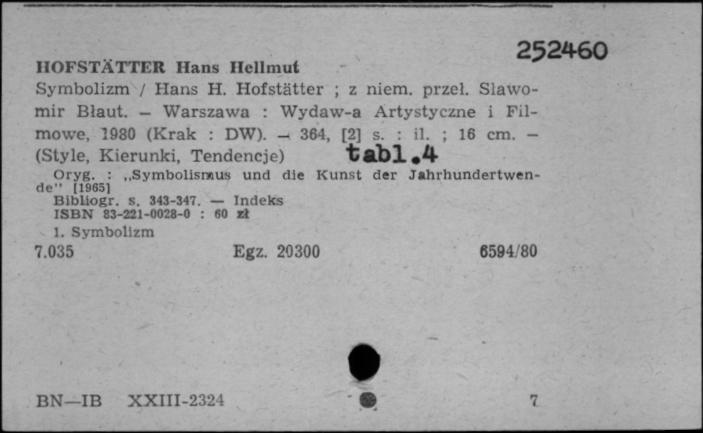 252460
HOFSTÄTTER Hans Hellmut
Symbolizm / Hans H. Hofstätter ; z niem. przeł. Sławo-
mir Błaut. — Warszawa : Wydaw-a Artystyczne i Fil-
mowe, 1980 (Krak : DW). — 364, [2] s. : il. ; 16 cm. —
(Style, Kierunki, Tendencje) tabl.4
Oryg. : „Symbolismus und die Kunst der Jahrhundertwen-
de" [1965]
Bibliogr. s. 343-347. — Indeks
ISBN 83-221-0028-0 : 60 zł
1. Symbolizm
7.035 Egz. 20300 6594/80
BN—IB XXIII-2324 7